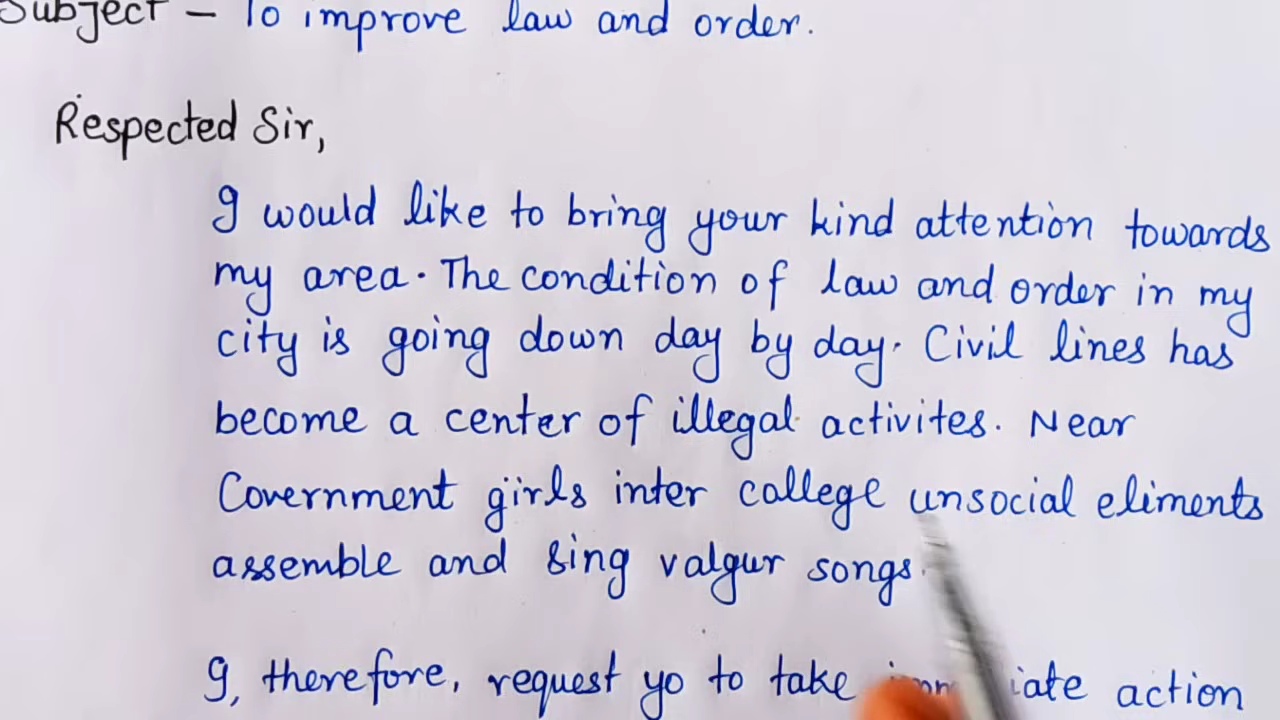 Subject - To improve law and order.
Respected Sir,
I would like to bring your kind attention towards
my area. The condition of law and order in my
city is going down day by day. Civil lines has
become a center of illegal activites. Near
Government girls inter college unsocial eliments
assemble and sing valgur songs.
I, therefore, request yo to take action